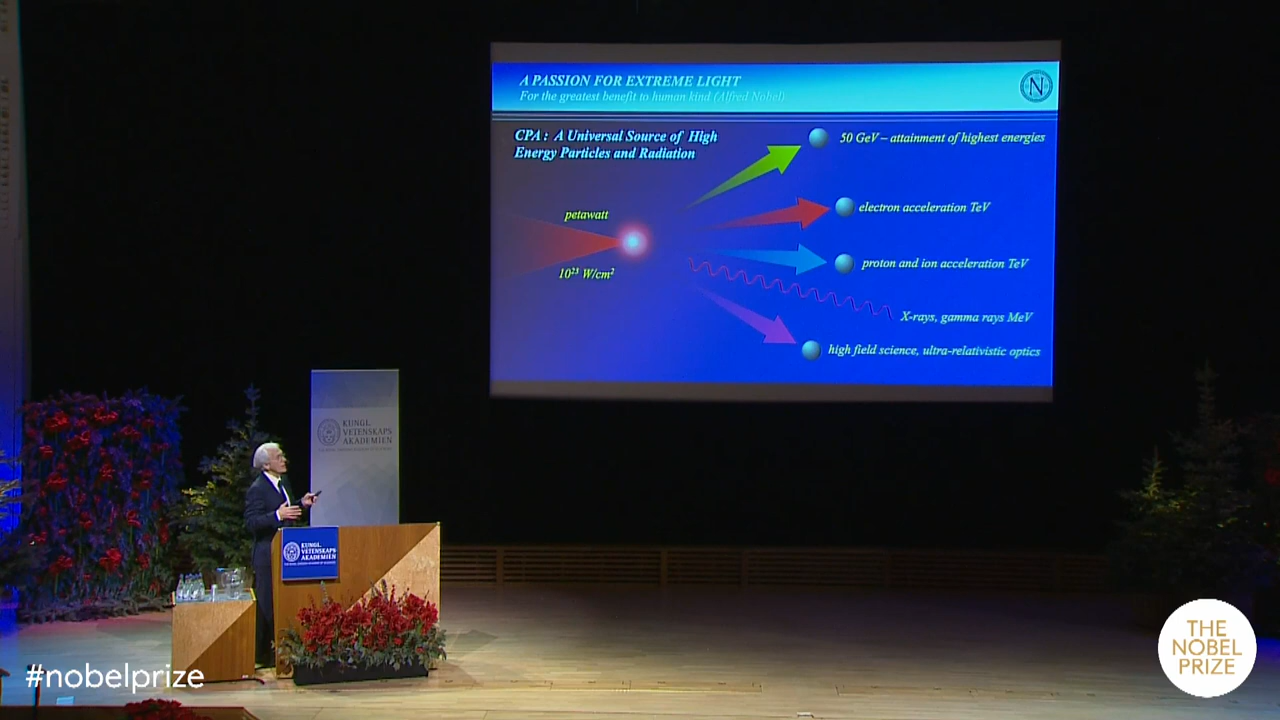 A PASSION FOR EXTREME LIGHT
For the greatest benefit to human kind (Alfred Nobel)
N
CPA : A Universal Source of High
Energy Particles and Radiation
50 GeV – attainment of highest energies
petawatt
electron acceleration TeV
10²³ W/cm²
proton and ion acceleration TeV
X-rays, gamma rays MeV
high field science, ultra-relativistic optics
KUNGL.
VETENSKAPS
AKADEMIEN
KUNGL.
VETENSKAPS
AKADEMIEN
#nobelprize
THE
NOBEL
PRIZE